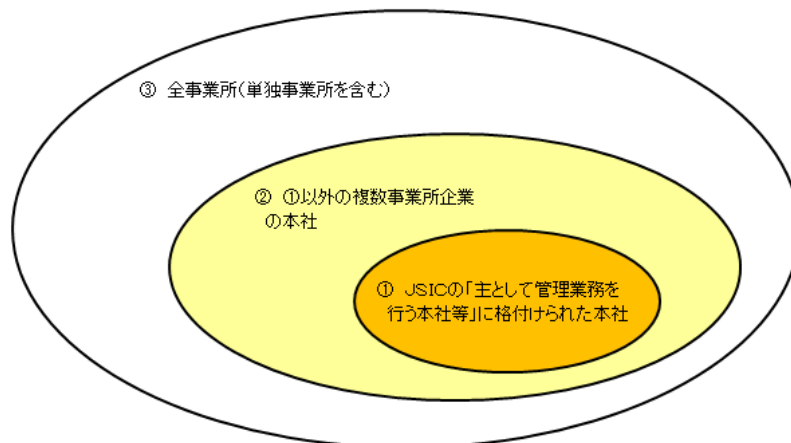 ③ 全事業所(単独事業所を含む)
② ①以外の複数事業所企業
の本社
① JSICの「主として管理業務を
行う本社等」に格付けられた本社